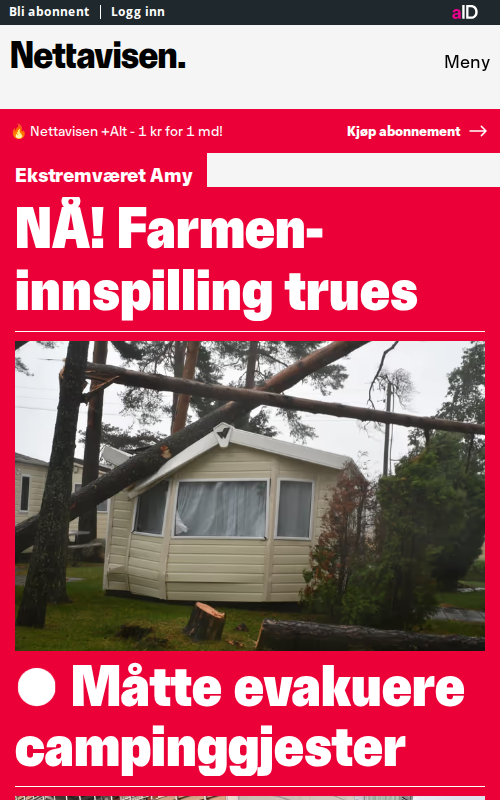 Bli abonnent
Logg inn
aID
Nettavisen.
Meny
🔥 Nettavisen +Alt - 1 kr for 1 md!
Kjøp abonnement →
Ekstremværet Amy
NÅ! Farmen-
innspilling trues
● Måtte evakuere
campinggjester